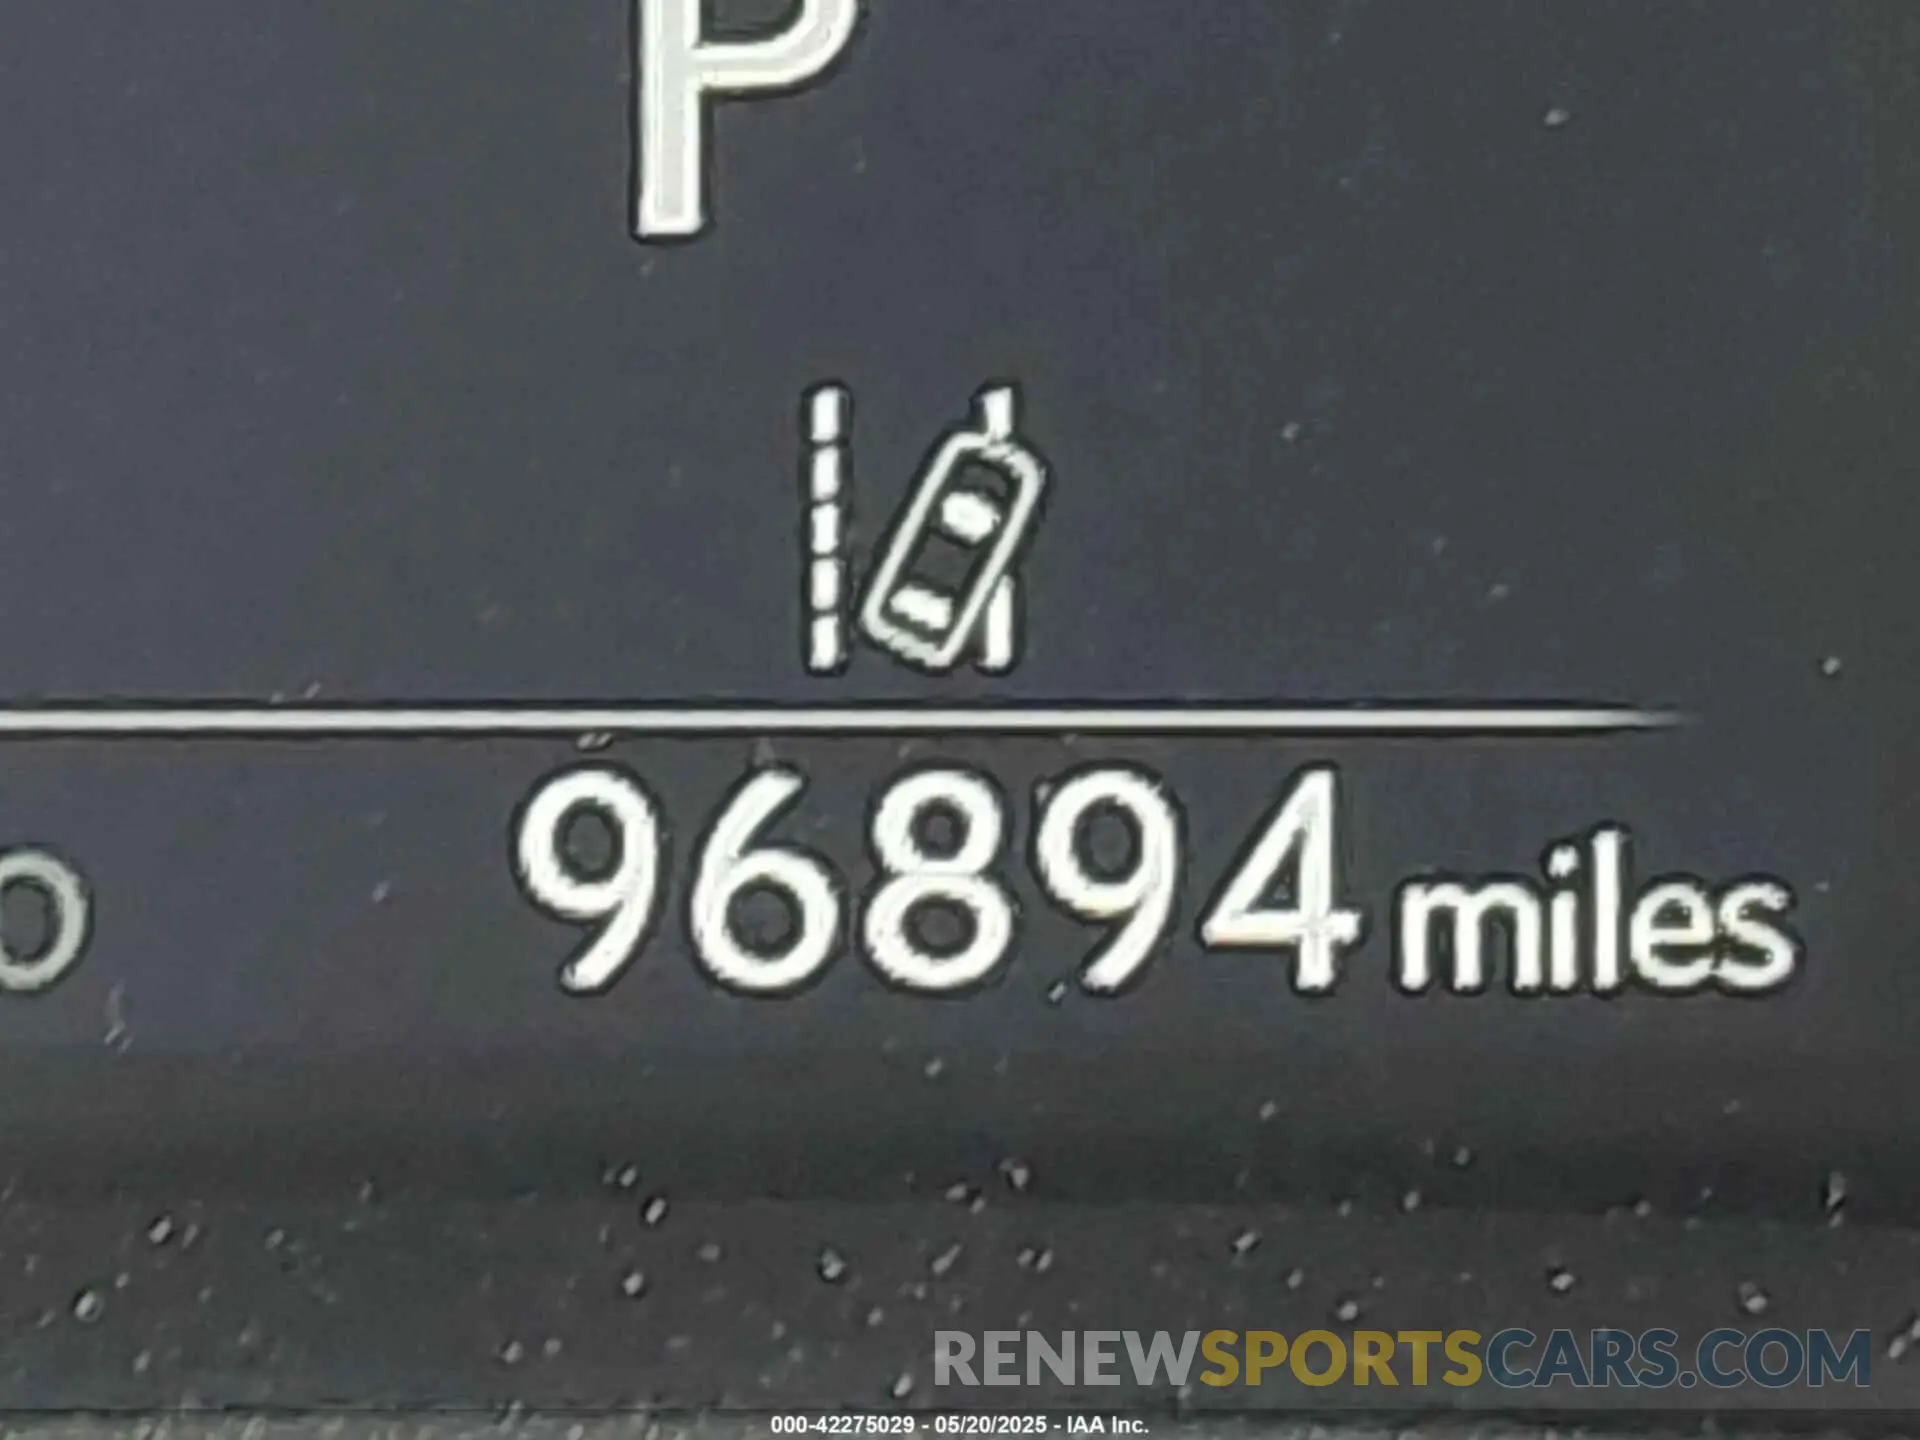 P
o 96894 miles
RENEWSPORTSCARS.COM
000-42275029 - 05/20/2025 - IAA Inc.